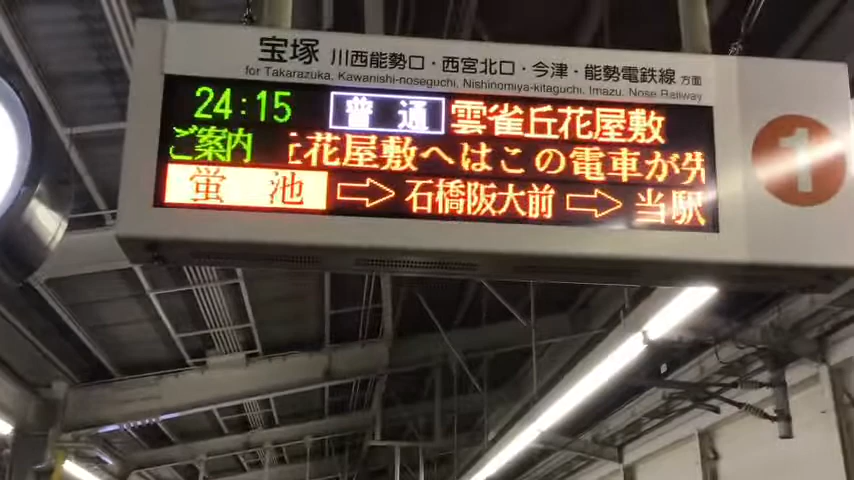 宝塚 川西能勢口・西宮北口・今津・能勢電鉄線 方面
for Takarazuka, Kawanishi-noseguchi, Nishinomiya-kitaguchi, Imazu, Nose Railway
24:15 普通 雲雀丘花屋敷
ご案内 丘花屋敷へはこの電車が先
蛍池 ⇨ 石橋阪大前 ⇨ 当駅
1